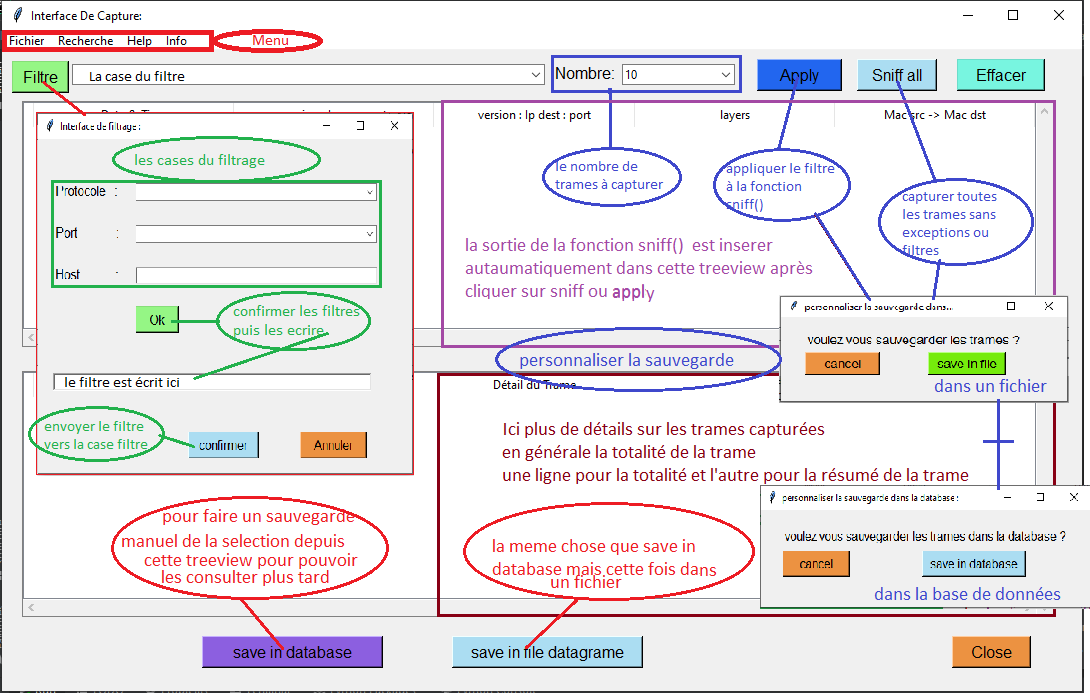 Interface De Capture:
Fichier Recherche Help Info Menu
Filtre La case du filtre Nombre: 10 Apply Sniff all Effacer
version : Ip dest : port layers Mac src -> Mac dst
Interface de filtrage :
les cases du filtrage
Protocole :
Port :
Host :
Ok
confirmer les filtres
puis les ecrire
le filtre est écrit ici
envoyer le filtre
vers la case filtre
confirmer Annuler
le nombre de
trames à capturer
appliquer le filtre
à la fonction
sniff()
capturer toutes
les trames sans
exceptions ou
filtres
la sortie de la fonction sniff() est inserer
autaumatiquement dans cette treeview après
cliquer sur sniff ou apply
personnaliser la sauvegarde
personnaliser la sauvegarde dans...
voulez vous sauvegarder les trames ?
cancel save in file
dans un fichier
Détail du Trame
Ici plus de détails sur les trames capturées
en générale la totalité de la trame
une ligne pour la totalité et l'autre pour la résumé de la trame
personnaliser la sauvegarde dans la database :
voulez vous sauvegarder les trames dans la database ?
cancel save in database
dans la base de données
pour faire un sauvegarde
manuel de la selection depuis
cette treeview pour pouvoir
les consulter plus tard
la meme chose que save in
database mais cette fois dans
un fichier
save in database save in file datagrame Close